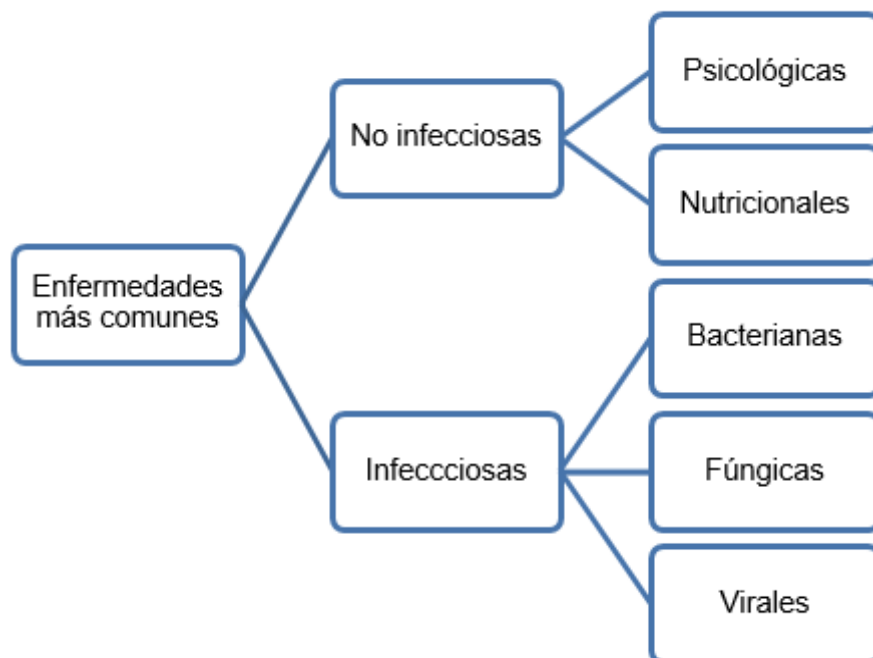 Enfermedades
más comunes
No infecciosas
Psicológicas
Nutricionales
Infeccciosas
Bacterianas
Fúngicas
Virales